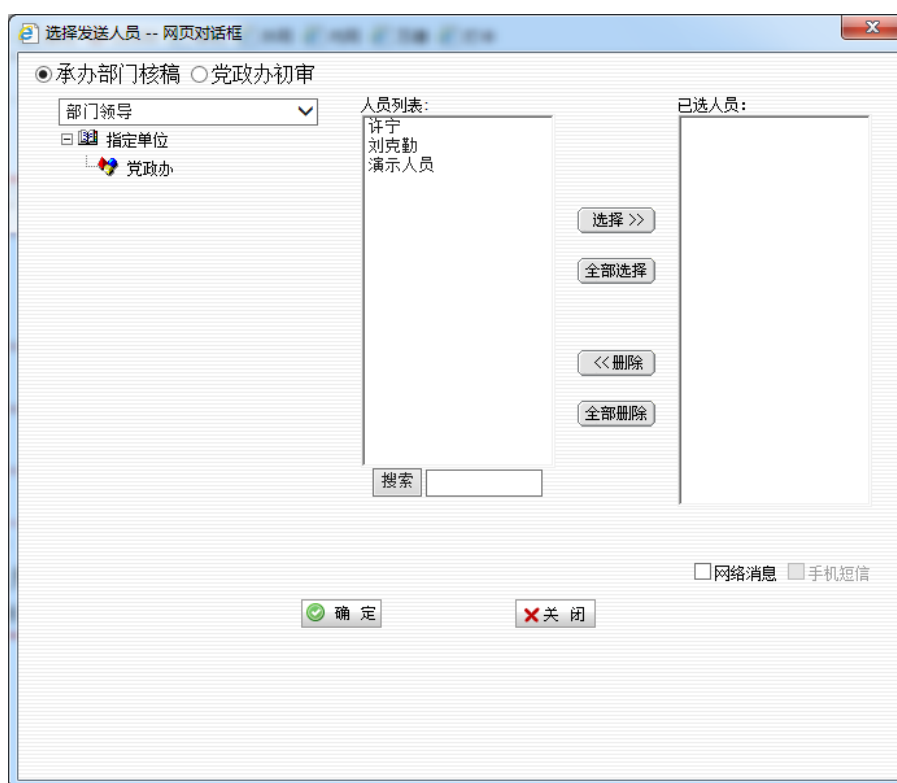 选择发送人员 -- 网页对话框
承办部门核稿 党政办初审
部门领导
指定单位
党政办
人员列表:
许宁
刘克勤
演示人员
搜索
选择 >>
全部选择
<< 删除
全部删除
已选人员:
网络消息 手机短信
确 定
关 闭